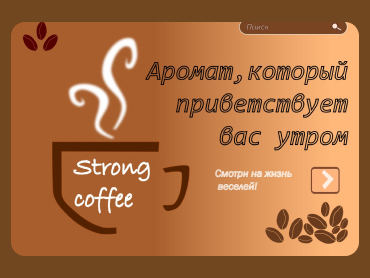 Поиск
Аромат,который
приветствует
вас утром
Strong
coffee
Смотри на жизнь
веселей!